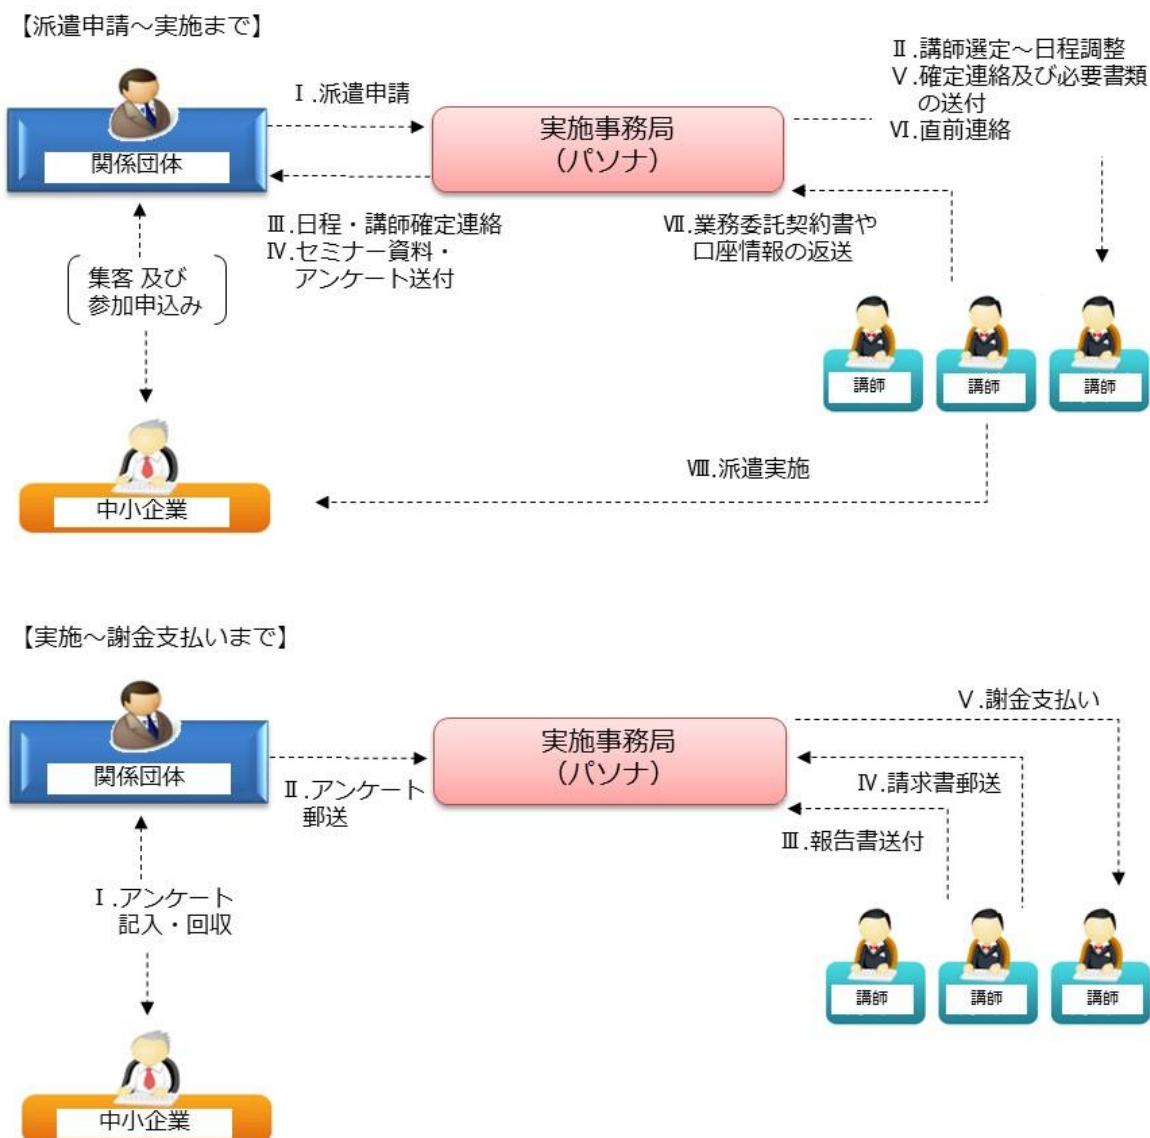 【派遣申請～実施まで】
関係団体
Ⅰ.派遣申請
実施事務局
(パソナ)
Ⅱ.講師選定～日程調整
Ⅴ.確定連絡及び必要書類
の送付
Ⅵ.直前連絡
Ⅲ.日程・講師確定連絡
Ⅳ.セミナー資料・
アンケート送付
Ⅶ.業務委託契約書や
口座情報の返送
集客 及び
参加申込み
講師
講師
講師
Ⅷ.派遣実施
中小企業
【実施～謝金支払いまで】
関係団体
Ⅱ.アンケート
郵送
実施事務局
(パソナ)
Ⅴ.謝金支払い
Ⅳ.請求書郵送
Ⅲ.報告書送付
Ⅰ.アンケート
記入・回収
講師
講師
講師
中小企業